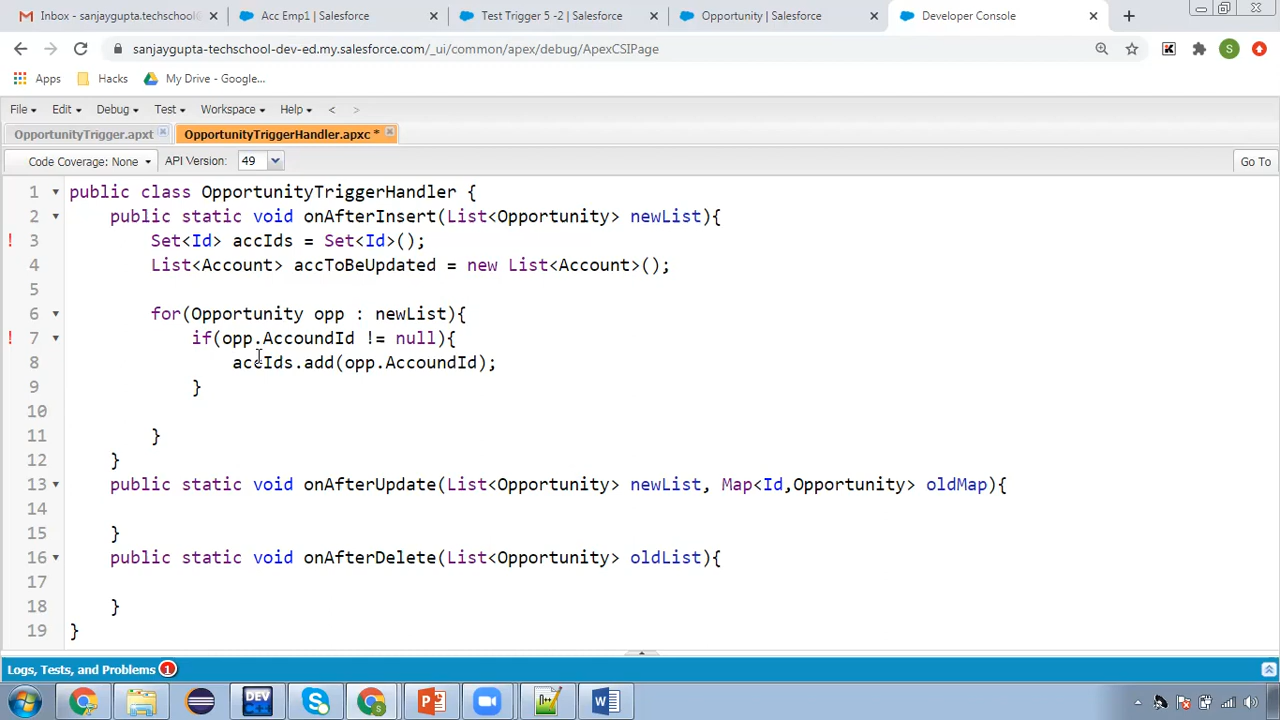 Inbox - sanjaygupta.techschool@
Acc Emp1 | Salesforce
Test Trigger 5 -2 | Salesforce
Opportunity | Salesforce
Developer Console
sanjaygupta-techschool-dev-ed.my.salesforce.com/_ui/common/apex/debug/ApexCSIPage
S
Apps
Hacks
My Drive - Google...
File
Edit
Debug
Test
Workspace
Help
<
>
OpportunityTrigger.apxt
OpportunityTriggerHandler.apxc *
Code Coverage: None
API Version:
49
Go To
1 public class OpportunityTriggerHandler {
2 public static void onAfterInsert(List<Opportunity> newList){
! 3 Set<Id> accIds = Set<Id>();
4 List<Account> accToBeUpdated = new List<Account>();
5
6 for(Opportunity opp : newList){
! 7 if(opp.AccoundId != null){
8 accIds.add(opp.AccoundId);
9 }
10
11 }
12 }
13 public static void onAfterUpdate(List<Opportunity> newList, Map<Id,Opportunity> oldMap){
14
15 }
16 public static void onAfterDelete(List<Opportunity> oldList){
17
18 }
19 }
Logs, Tests, and Problems 1